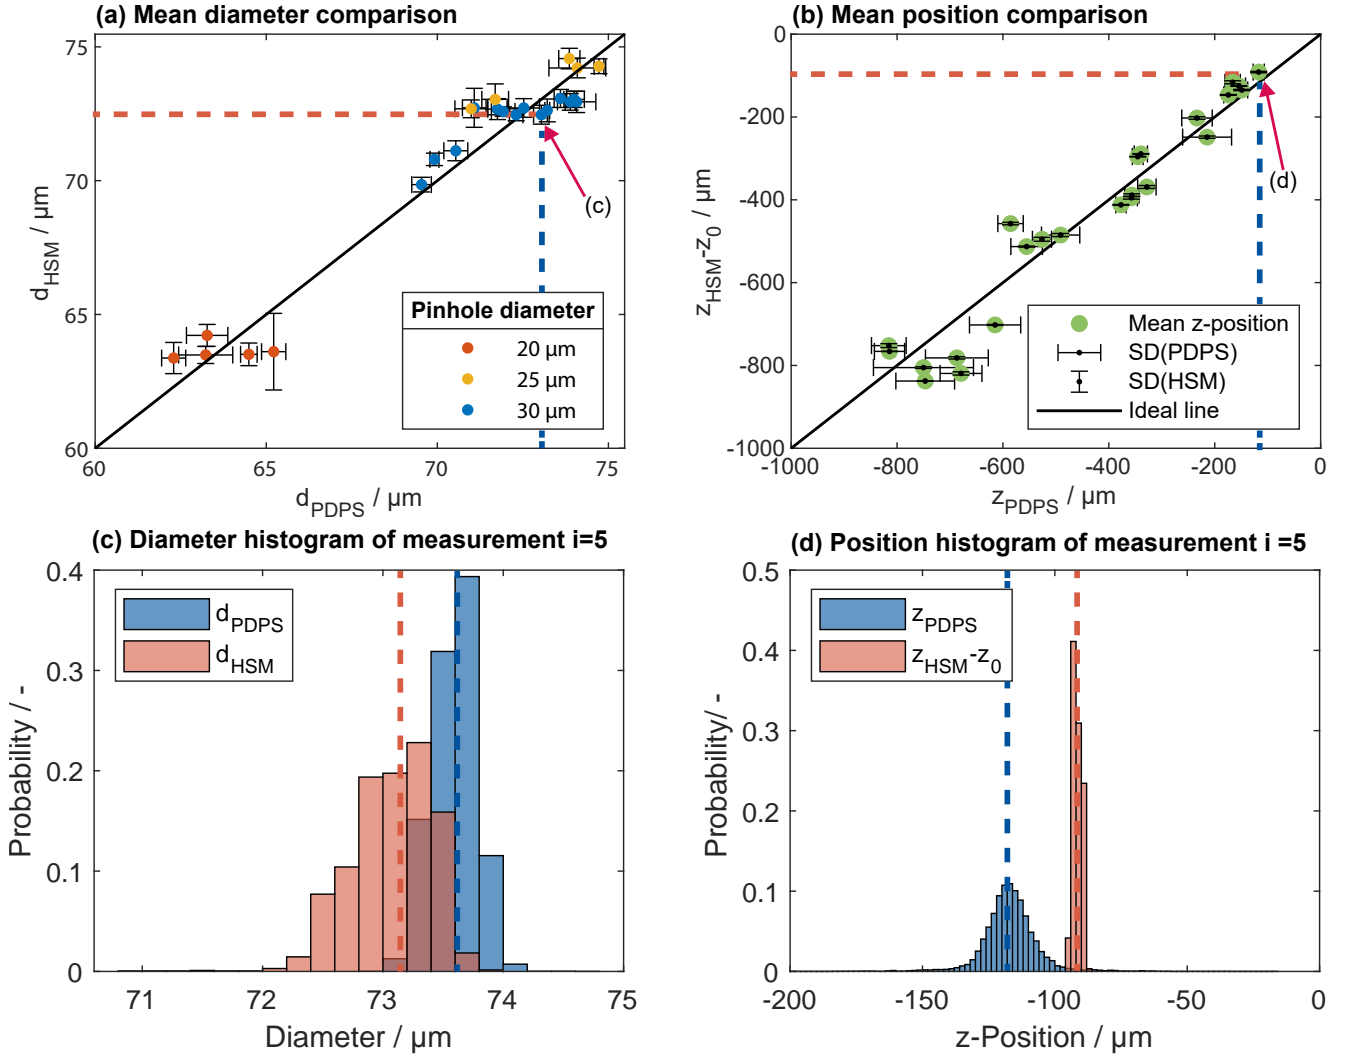 (a) Mean diameter comparison
75
70
65
60
60
65
70
75
d_HSM / µm
d_PDPS / µm
(c)
Pinhole diameter
20 µm
25 µm
30 µm
(b) Mean position comparison
0
-200
-400
-600
-800
-1000
-1000
-800
-600
-400
-200
0
z_HSM-z_0 / µm
z_PDPS / µm
(d)
Mean z-position
SD(PDPS)
SD(HSM)
Ideal line
(c) Diameter histogram of measurement i=5
0.4
0.3
0.2
0.1
0
71
72
73
74
75
Probability / -
Diameter / µm
d_PDPS
d_HSM
(d) Position histogram of measurement i =5
0.5
0.4
0.3
0.2
0.1
0
-200
-150
-100
-50
0
Probability/ -
z-Position / µm
z_PDPS
z_HSM-z_0